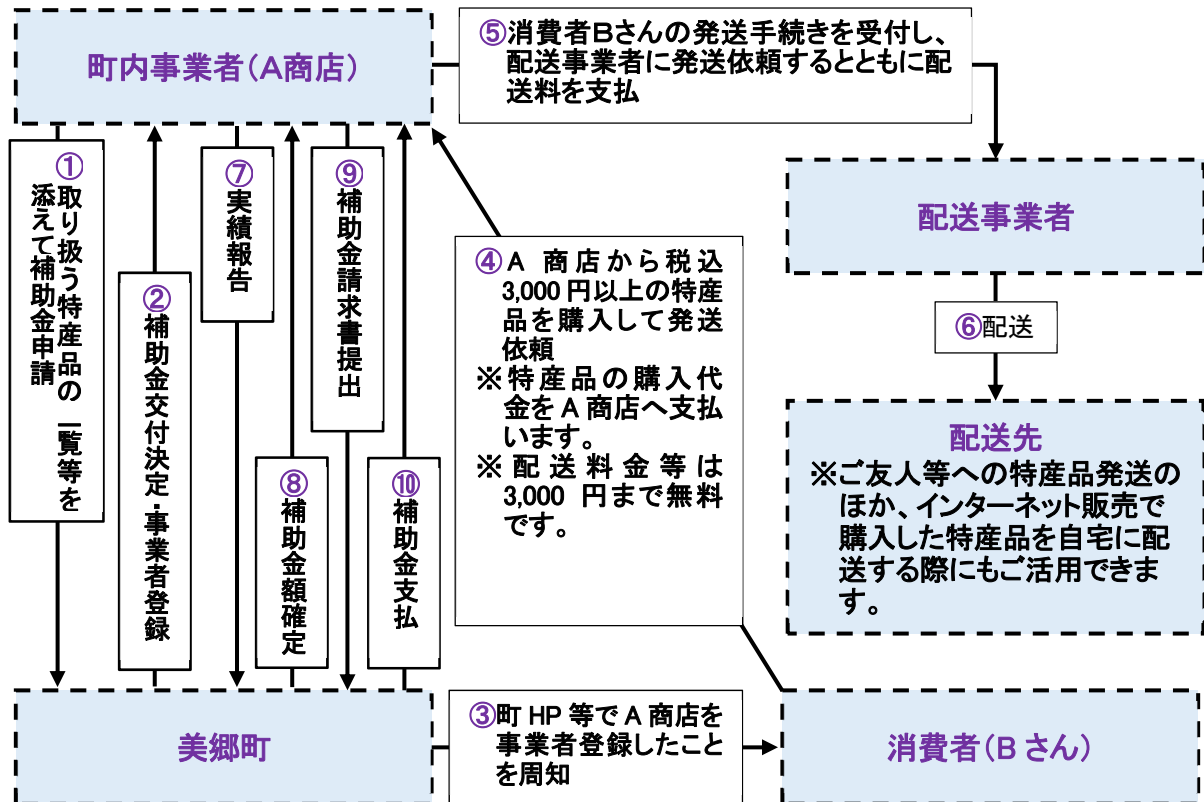 町内事業者(A商店)
⑤消費者Bさんの発送手続きを受付し、
配送事業者に発送依頼するとともに配
送料を支払
①取り扱う特産品の一覧等を
添えて補助金申請
②補助金交付決定・事業者登録
⑦実績報告
⑧補助金額確定
⑨補助金請求書提出
⑩補助金支払
④A 商店から税込
3,000 円以上の特産
品を購入して発送
依頼
※特産品の購入代
金を A 商店へ支払
います。
※配送料金等は
3,000 円まで無料
です。
配送事業者
⑥配送
配送先
※ご友人等への特産品発送の
ほか、インターネット販売で
購入した特産品を自宅に配
送する際にもご活用できま
す。
美郷町
③町 HP 等で A 商店を
事業者登録したこと
を周知
消費者(B さん)